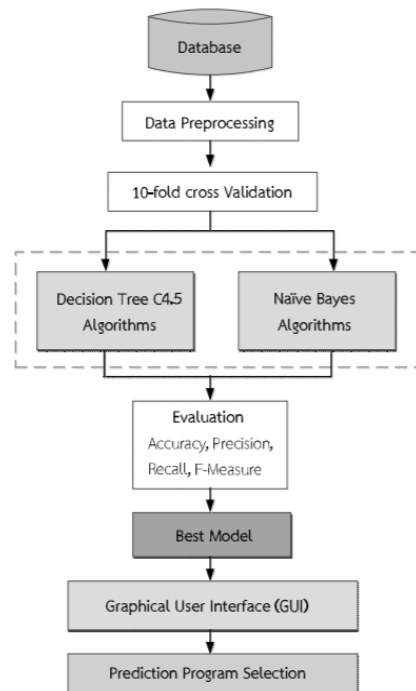 Database
Data Preprocessing
10-fold cross Validation
Decision Tree C4.5
Algorithms
Naïve Bayes
Algorithms
Evaluation
Accuracy, Precision,
Recall, F-Measure
Best Model
Graphical User Interface (GUI)
Prediction Program Selection